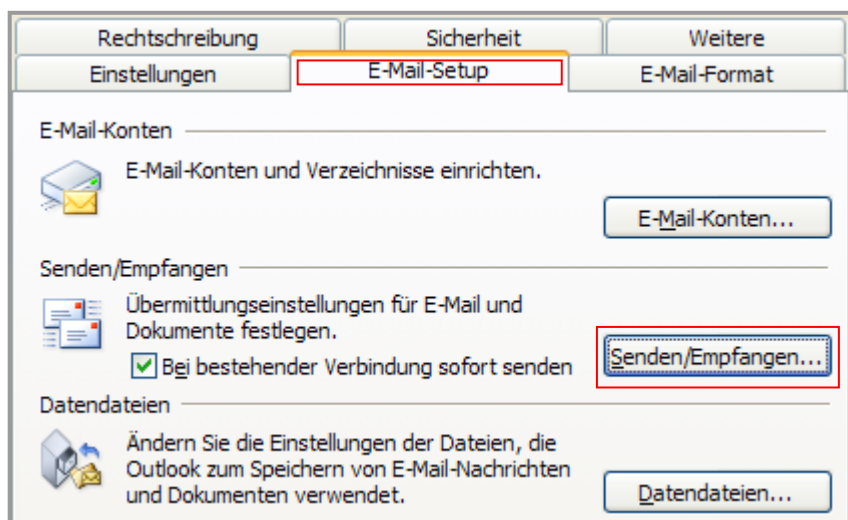 Rechtschreibung Sicherheit Weitere
Einstellungen E-Mail-Setup E-Mail-Format
E-Mail-Konten
E-Mail-Konten und Verzeichnisse einrichten.
E-Mail-Konten...
Senden/Empfangen
Übermittlungseinstellungen für E-Mail und
Dokumente festlegen.
Bei bestehender Verbindung sofort senden
Senden/Empfangen...
Datendateien
Ändern Sie die Einstellungen der Dateien, die
Outlook zum Speichern von E-Mail-Nachrichten
und Dokumenten verwendet.
Datendateien...